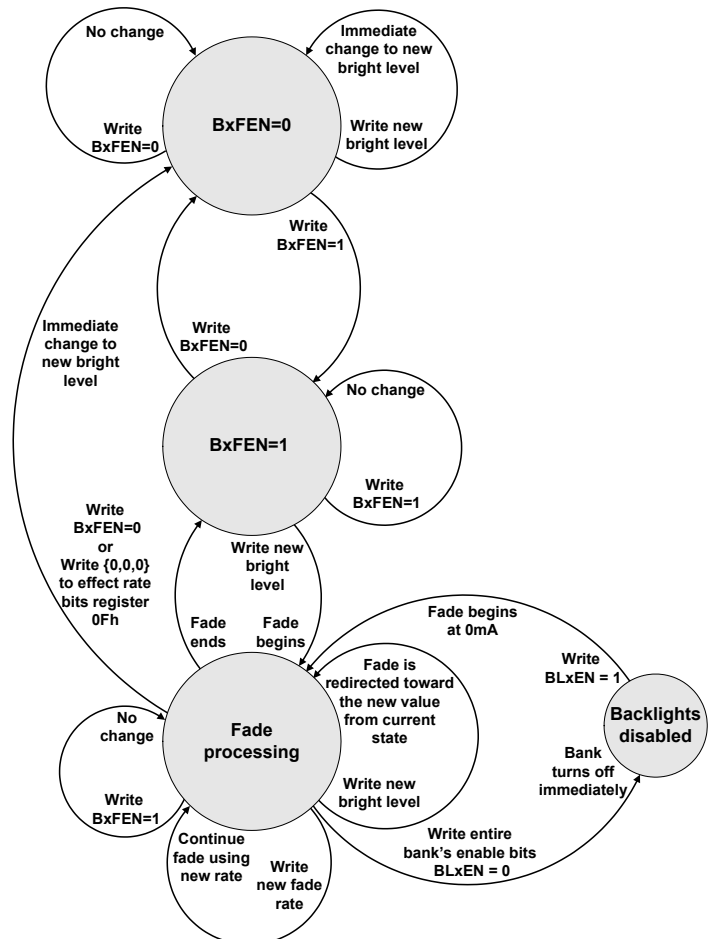 No change
Write
BxFEN=0
Immediate
change to new
bright level
Write new
bright level
BxFEN=0
Write
BxFEN=1
Write
BxFEN=0
Immediate
change to
new bright
level
No change
Write
BxFEN=1
BxFEN=1
Write
BxFEN=0
or
Write {0,0,0}
to effect rate
bits register
0Fh
Write new
bright
level
Fade
ends
Fade
begins
Fade begins
at 0mA
Write
BLxEN = 1
Fade is
redirected toward
the new value
from current
state
Write new
bright level
Backlights
disabled
Bank
turns off
immediately
No
change
Write
BxFEN=1
Fade
processing
Continue
fade using
new rate
Write
new fade
rate
Write entire
bank's enable bits
BLxEN = 0